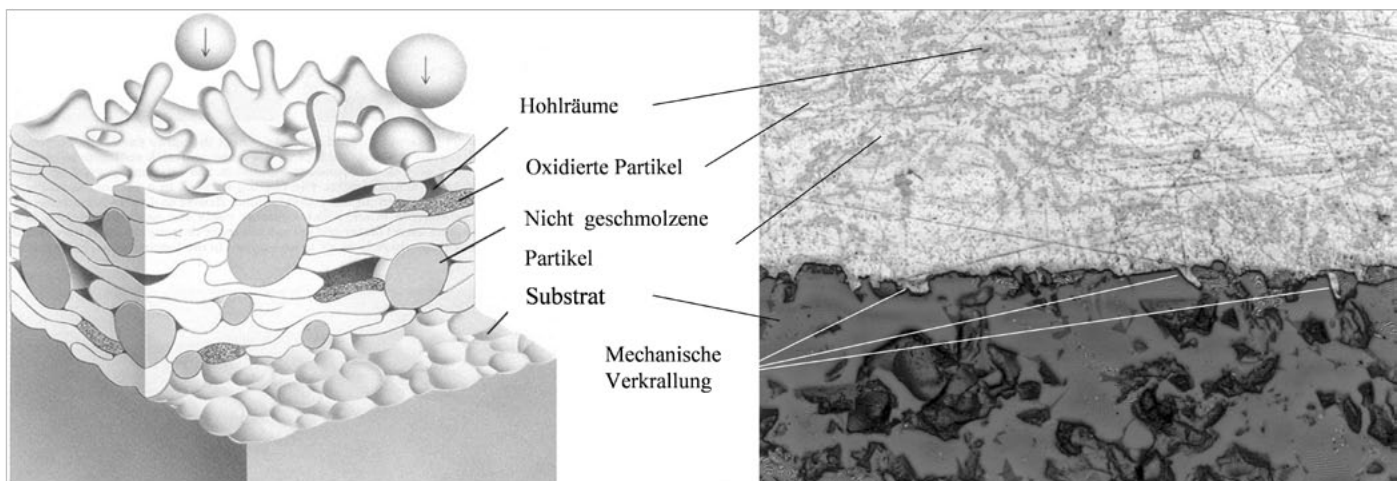 Hohlräume
Oxidierte Partikel
Nicht geschmolzene
Partikel
Substrat
Mechanische
Verkrallung